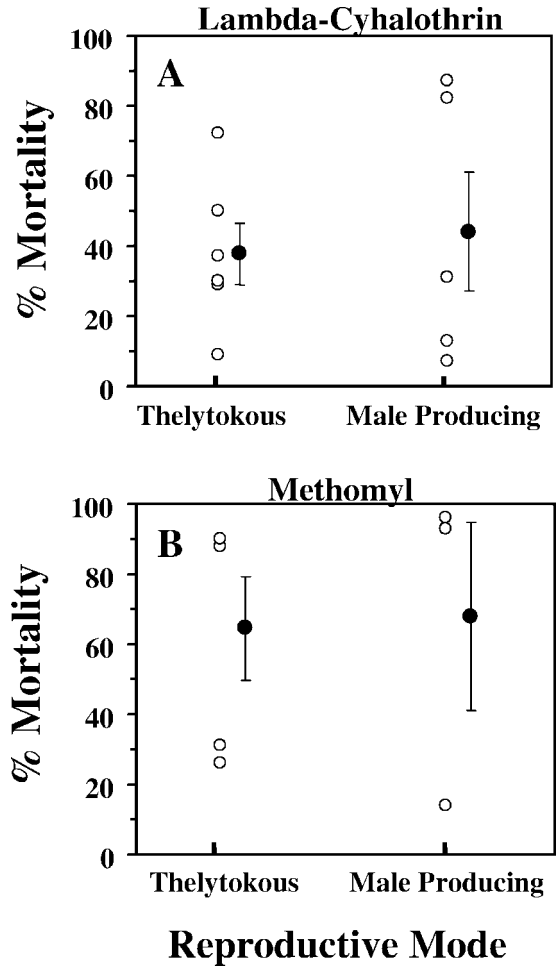 Lambda-Cyhalothrin
A
100
80
60
40
20
0
% Mortality
Thelytokous Male Producing
Methomyl
B
100
80
60
40
20
0
% Mortality
Thelytokous Male Producing
Reproductive Mode